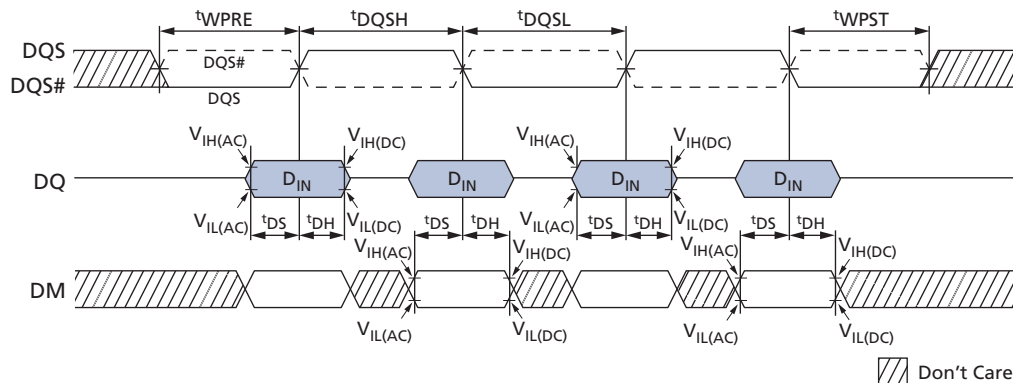 tWPRE tDQSH tDQSL tWPST
DQS
DQS#
DQS#
DQS
VIH(AC) VIH(DC) VIH(AC) VIH(DC)
DQ DIN DIN DIN DIN
VIL(AC) VIL(DC) VIL(AC) VIL(DC)
tDS tDH tDS tDH tDS tDH tDS tDH
VIH(AC) VIH(DC) VIH(AC) VIH(DC)
DM
VIL(AC) VIL(DC) VIL(AC) VIL(DC)
Don't Care